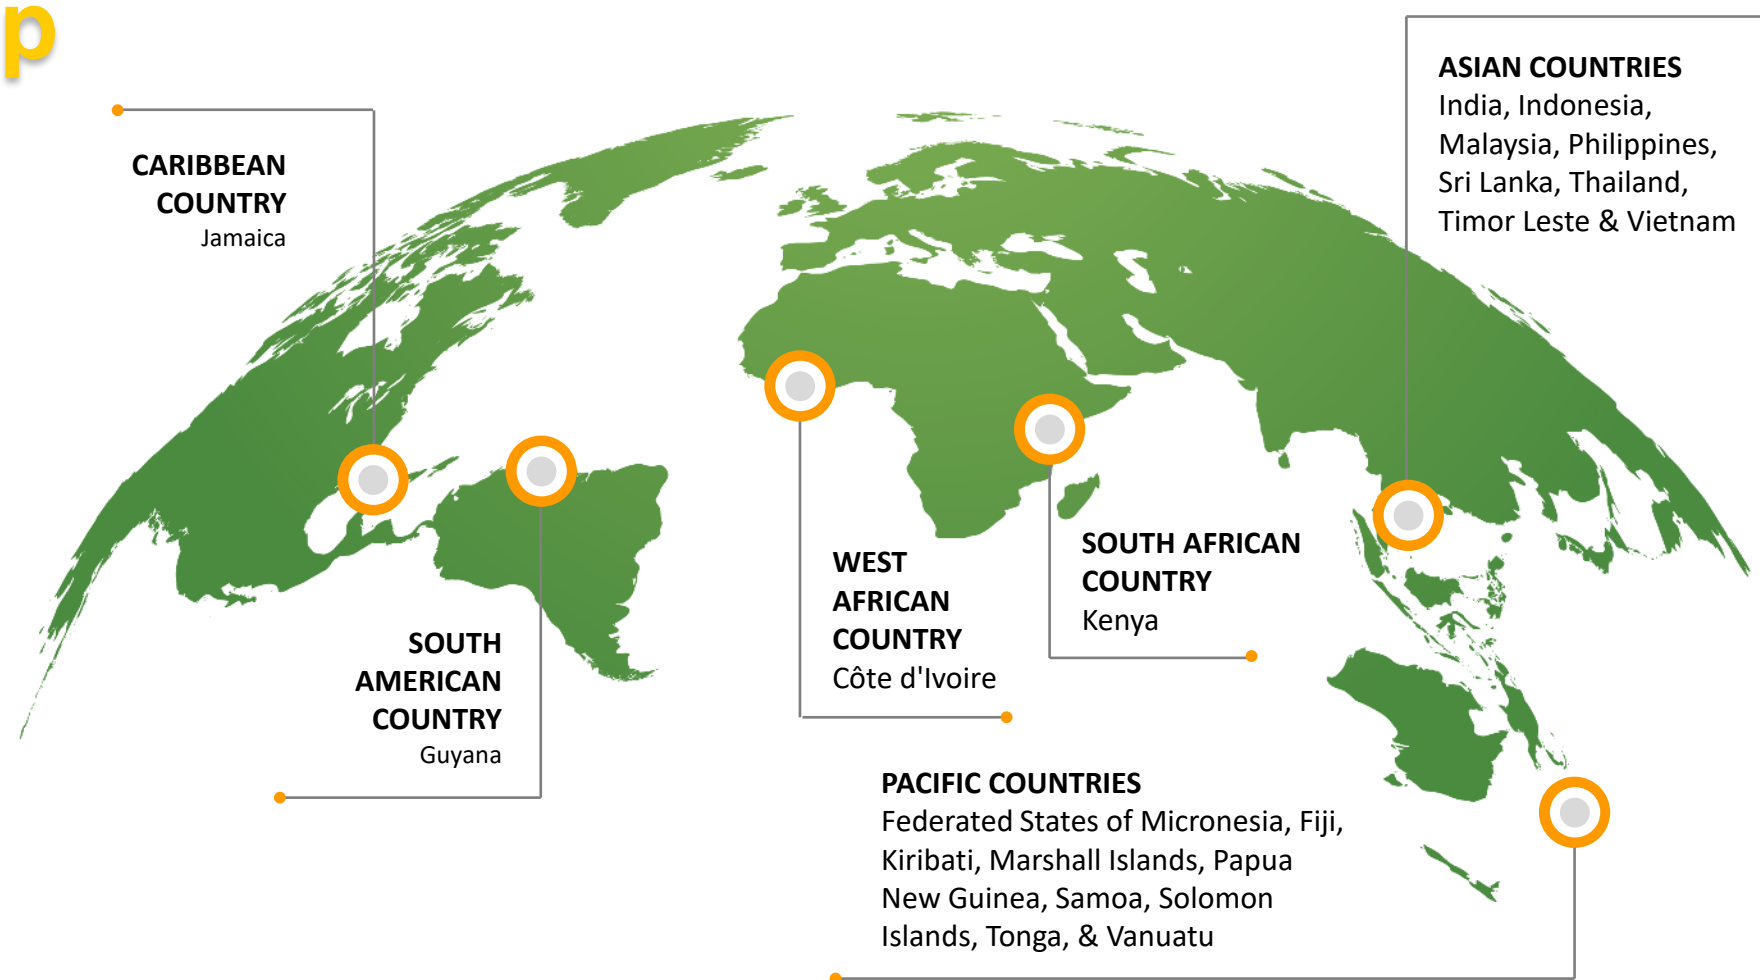 p
CARIBBEAN
COUNTRY
Jamaica
ASIAN COUNTRIES
India, Indonesia,
Malaysia, Philippines,
Sri Lanka, Thailand,
Timor Leste & Vietnam
SOUTH
AMERICAN
COUNTRY
Guyana
WEST
AFRICAN
COUNTRY
Côte d'Ivoire
SOUTH AFRICAN
COUNTRY
Kenya
PACIFIC COUNTRIES
Federated States of Micronesia, Fiji,
Kiribati, Marshall Islands, Papua
New Guinea, Samoa, Solomon
Islands, Tonga, & Vanuatu